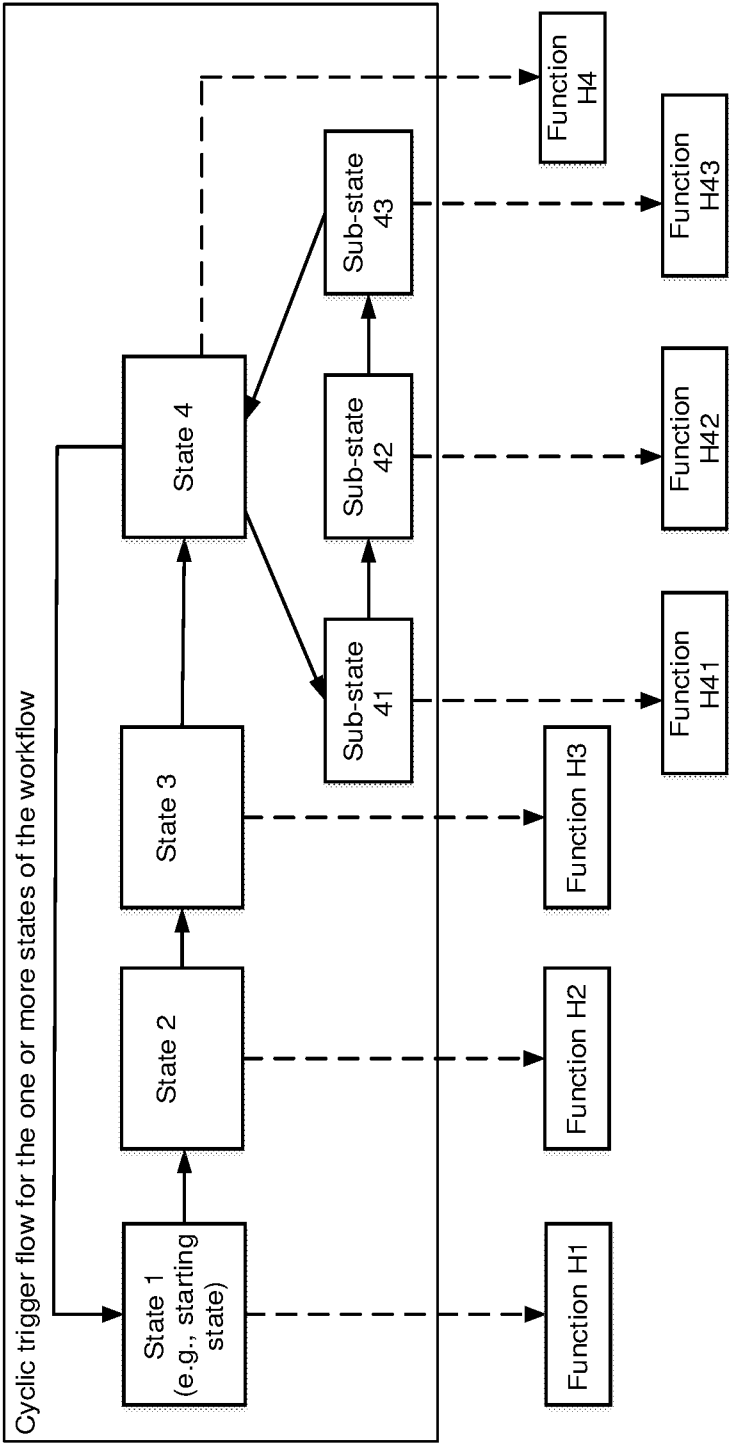 Cyclic trigger flow for the one or more states of the workflow
State 1
(e.g., starting
state)
State 2
State 3
State 4
Sub-state
41
Sub-state
42
Sub-state
43
Function H1
Function H2
Function H3
Function
H4
Function
H41
Function
H42
Function
H43